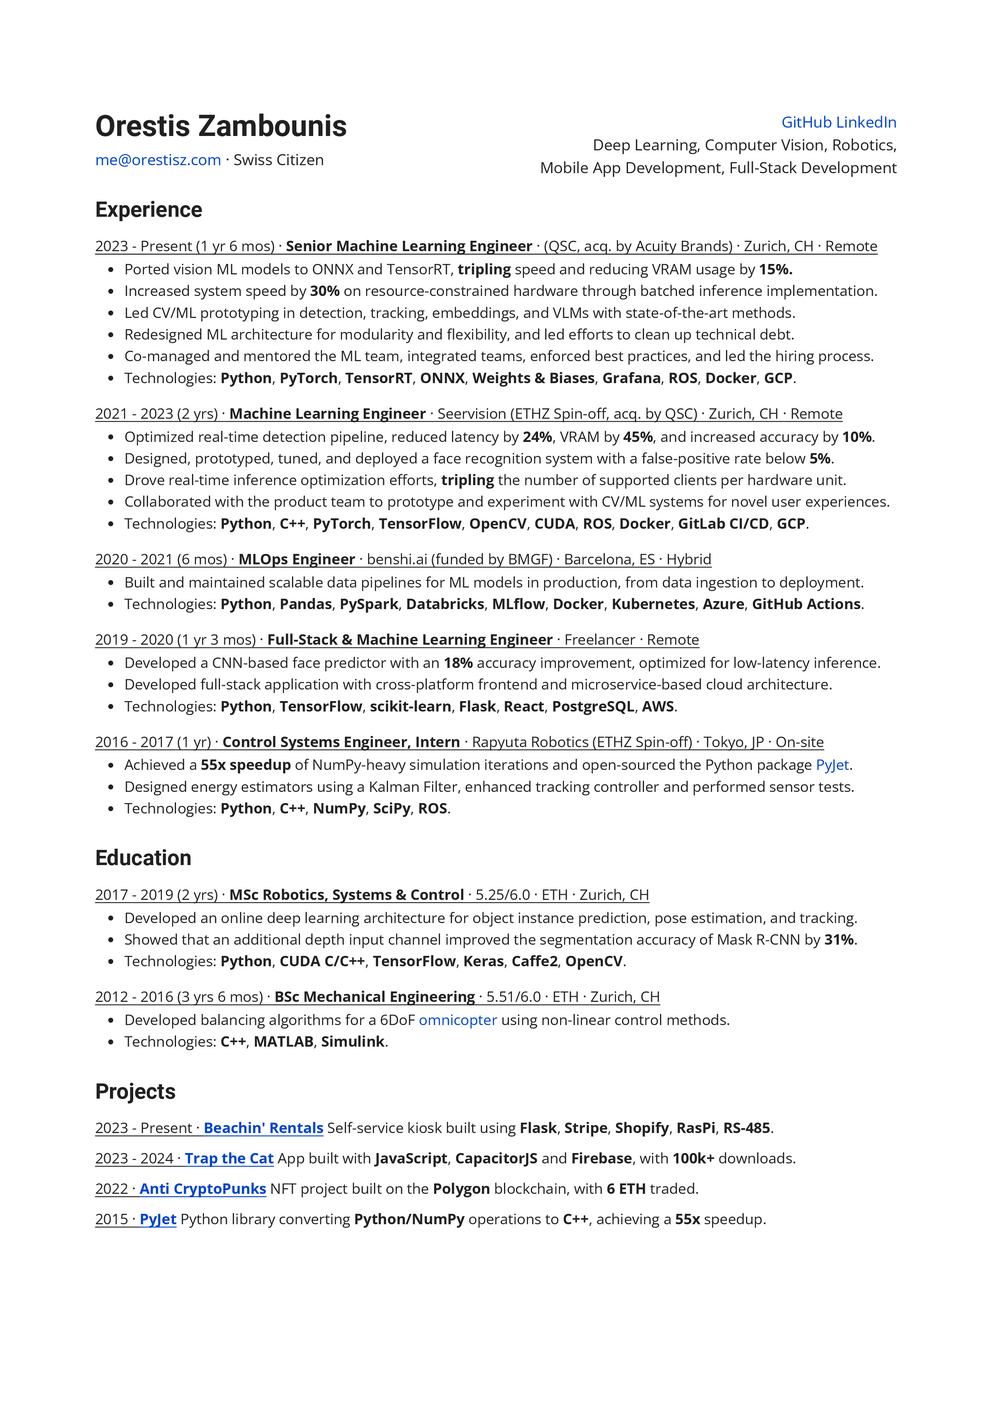 Orestis Zambounis
me@orestisz.com · Swiss Citizen
GitHub LinkedIn
Deep Learning, Computer Vision, Robotics,
Mobile App Development, Full-Stack Development
Experience
2023 - Present (1 yr 6 mos) · Senior Machine Learning Engineer · (QSC, acq. by Acuity Brands) · Zurich, CH · Remote
• Ported vision ML models to ONNX and TensorRT, tripling speed and reducing VRAM usage by 15%.
• Increased system speed by 30% on resource-constrained hardware through batched inference implementation.
• Led CV/ML prototyping in detection, tracking, embeddings, and VLMs with state-of-the-art methods.
• Redesigned ML architecture for modularity and flexibility, and led efforts to clean up technical debt.
• Co-managed and mentored the ML team, integrated teams, enforced best practices, and led the hiring process.
• Technologies: Python, PyTorch, TensorRT, ONNX, Weights & Biases, Grafana, ROS, Docker, GCP.
2021 - 2023 (2 yrs) · Machine Learning Engineer · Seervision (ETHZ Spin-off, acq. by QSC) · Zurich, CH · Remote
• Optimized real-time detection pipeline, reduced latency by 24%, VRAM by 45%, and increased accuracy by 10%.
• Designed, prototyped, tuned, and deployed a face recognition system with a false-positive rate below 5%.
• Drove real-time inference optimization efforts, tripling the number of supported clients per hardware unit.
• Collaborated with the product team to prototype and experiment with CV/ML systems for novel user experiences.
• Technologies: Python, C++, PyTorch, TensorFlow, OpenCV, CUDA, ROS, Docker, GitLab CI/CD, GCP.
2020 - 2021 (6 mos) · MLOps Engineer · benshi.ai (funded by BMGF) · Barcelona, ES · Hybrid
• Built and maintained scalable data pipelines for ML models in production, from data ingestion to deployment.
• Technologies: Python, Pandas, PySpark, Databricks, MLflow, Docker, Kubernetes, Azure, GitHub Actions.
2019 - 2020 (1 yr 3 mos) · Full-Stack & Machine Learning Engineer · Freelancer · Remote
• Developed a CNN-based face predictor with an 18% accuracy improvement, optimized for low-latency inference.
• Developed full-stack application with cross-platform frontend and microservice-based cloud architecture.
• Technologies: Python, TensorFlow, scikit-learn, Flask, React, PostgreSQL, AWS.
2016 - 2017 (1 yr) · Control Systems Engineer, Intern · Rapyuta Robotics (ETHZ Spin-off) · Tokyo, JP · On-site
• Achieved a 55x speedup of NumPy-heavy simulation iterations and open-sourced the Python package PyJet.
• Designed energy estimators using a Kalman Filter, enhanced tracking controller and performed sensor tests.
• Technologies: Python, C++, NumPy, SciPy, ROS.
Education
2017 - 2019 (2 yrs) · MSc Robotics, Systems & Control · 5.25/6.0 · ETH · Zurich, CH
• Developed an online deep learning architecture for object instance prediction, pose estimation, and tracking.
• Showed that an additional depth input channel improved the segmentation accuracy of Mask R-CNN by 31%.
• Technologies: Python, CUDA C/C++, TensorFlow, Keras, Caffe2, OpenCV.
2012 - 2016 (3 yrs 6 mos) · BSc Mechanical Engineering · 5.51/6.0 · ETH · Zurich, CH
• Developed balancing algorithms for a 6DoF omnicopter using non-linear control methods.
• Technologies: C++, MATLAB, Simulink.
Projects
2023 - Present · Beachin' Rentals Self-service kiosk built using Flask, Stripe, Shopify, RasPi, RS-485.
2023 - 2024 · Trap the Cat App built with JavaScript, CapacitorJS and Firebase, with 100k+ downloads.
2022 · Anti CryptoPunks NFT project built on the Polygon blockchain, with 6 ETH traded.
2015 · PyJet Python library converting Python/NumPy operations to C++, achieving a 55x speedup.